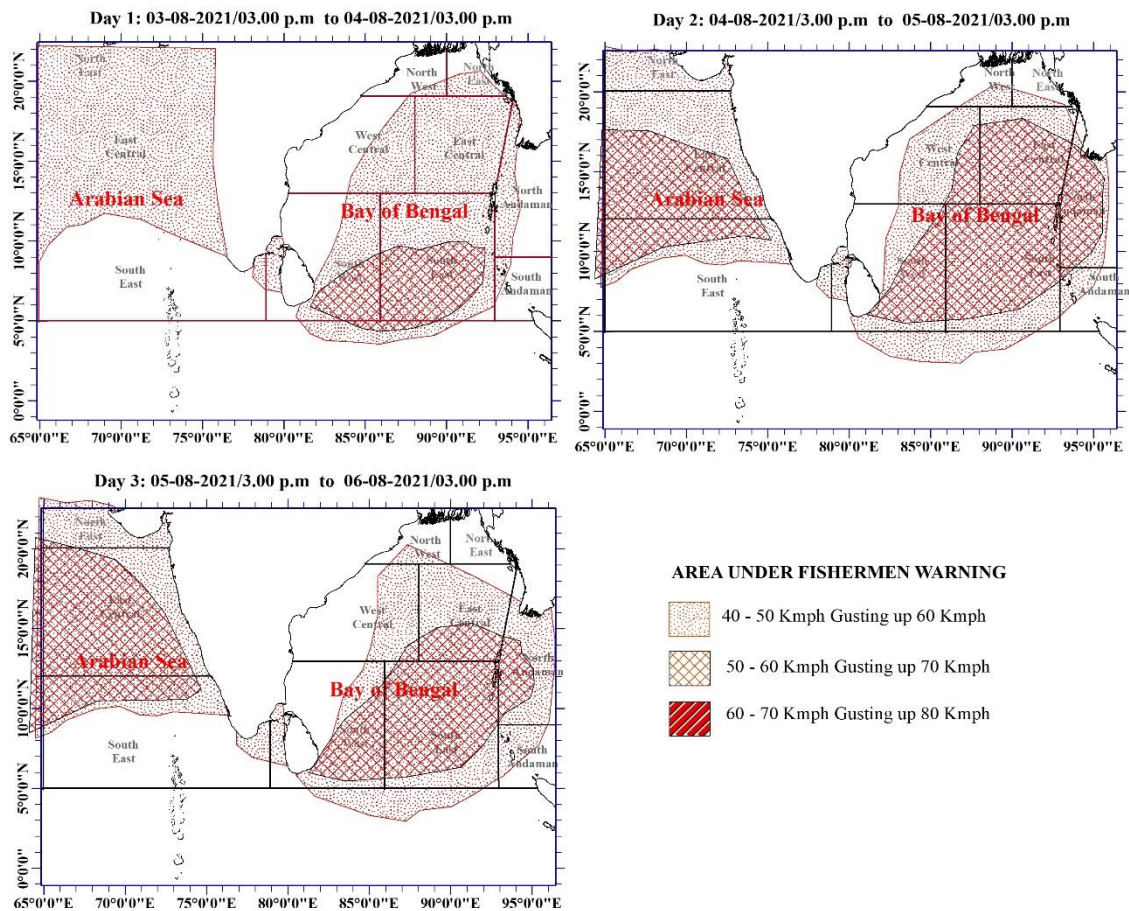 Day 1: 03-08-2021/03.00 p.m to 04-08-2021/03.00 p.m
North
East
East
Central
Arabian Sea
South
East
North
West
North
East
West
Central
East
Central
Bay of Bengal
North
Andaman
South
East
South
Andaman
20°0'0"N
15°0'0"N
10°0'0"N
5°0'0"N
0°0'0"N
65°0'0"E 70°0'0"E 75°0'0"E 80°0'0"E 85°0'0"E 90°0'0"E 95°0'0"E
Day 2: 04-08-2021/3.00 p.m to 05-08-2021/03.00 p.m
North
East
East
Central
Arabian Sea
South
East
North
West
North
East
West
Central
East
Central
Bay of Bengal
Andaman
South
East
South
Andaman
20°0'0"N
15°0'0"N
10°0'0"N
5°0'0"N
0°0'0"N
65°0'0"E 70°0'0"E 75°0'0"E 80°0'0"E 85°0'0"E 90°0'0"E 95°0'0"E
Day 3: 05-08-2021/3.00 p.m to 06-08-2021/03.00 p.m
North
East
East
Central
Arabian Sea
South
East
North
West
North
East
West
Central
East
Central
Bay of Bengal
North
Andaman
South
East
South
Andaman
20°0'0"N
15°0'0"N
10°0'0"N
5°0'0"N
0°0'0"N
65°0'0"E 70°0'0"E 75°0'0"E 80°0'0"E 85°0'0"E 90°0'0"E 95°0'0"E
AREA UNDER FISHERMEN WARNING
40 - 50 Kmph Gusting up 60 Kmph
50 - 60 Kmph Gusting up 70 Kmph
60 - 70 Kmph Gusting up 80 Kmph